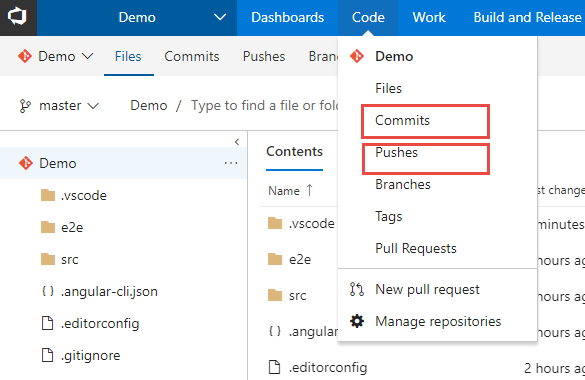 Demo Dashboards Code Work Build and Release
Demo Files Commits Pushes Bran
Demo
Files
master Demo / Type to find a file or fold
Commits
Contents
Pushes
Demo
Branches
Name ↑ st change
.vscode
Tags
.vscode minutes
e2e
Pull Requests
e2e hours ag
src
New pull request
src hours ag
{ } .angular-cli.json
Manage repositories
{ } .angula hours ag
.editorconfig
.gitignore
.editorconfig 2 hours ag